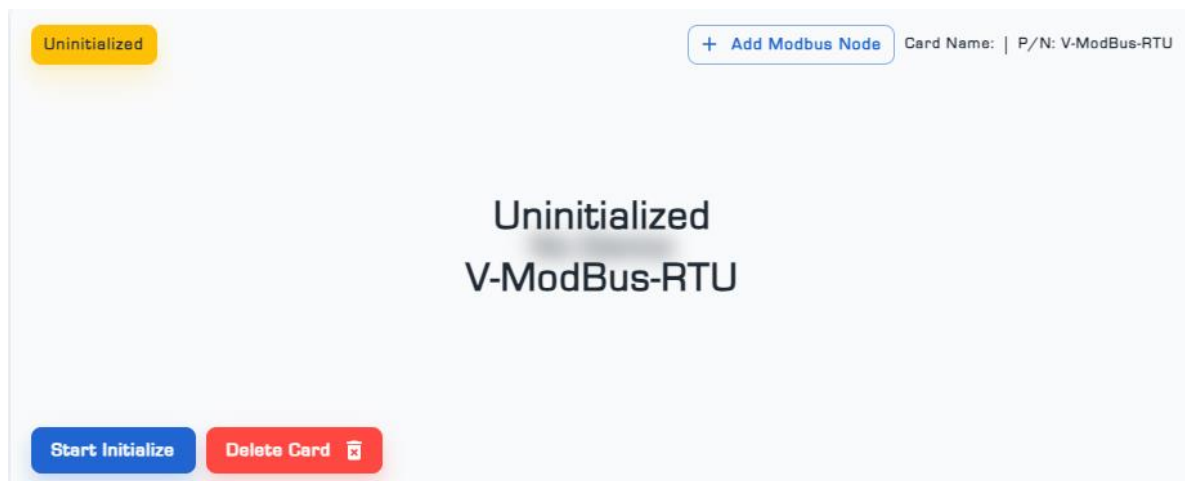 Uninitialized
+ Add Modbus Node
Card Name: | P/N: V-ModBus-RTU
Uninitialized
V-ModBus-RTU
Start Initialize
Delete Card